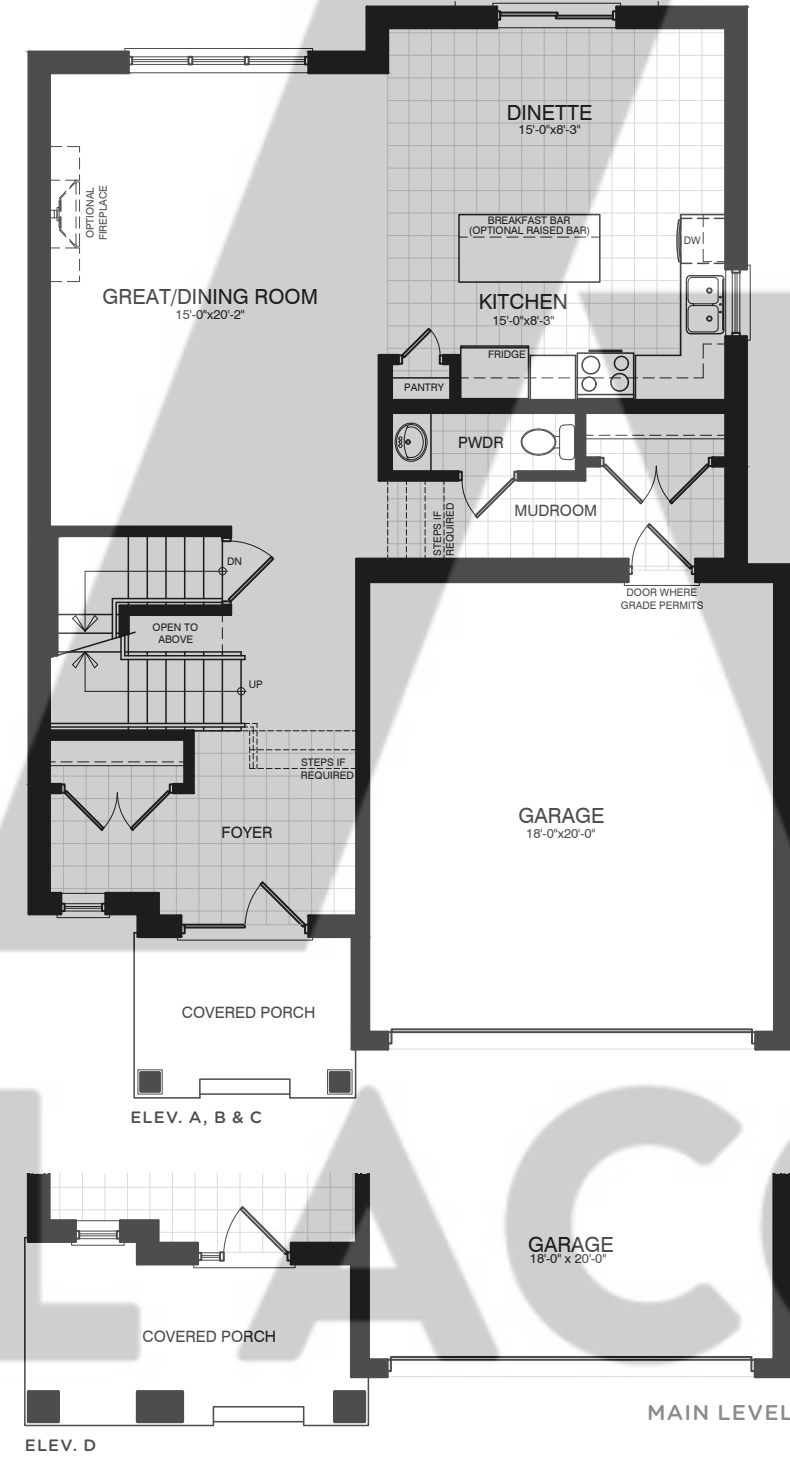 DINETTE
15'-0"x8'-3"
OPTIONAL
FIREPLACE
BREAKFAST BAR
(OPTIONAL RAISED BAR)
DW
GREAT/DINING ROOM
15'-0"x20'-2"
KITCHEN
15'-0"x8'-3"
FRIDGE
PANTRY
PWDR
STEPS IF
REQUIRED
MUDROOM
DN
DOOR WHERE
GRADE PERMITS
OPEN TO
ABOVE
UP
STEPS IF
REQUIRED
FOYER
GARAGE
18'-0"x20'-0"
COVERED PORCH
ELEV. A, B & C
GARAGE
18'-0" x 20'-0"
COVERED PORCH
MAIN LEVEL
ELEV. D